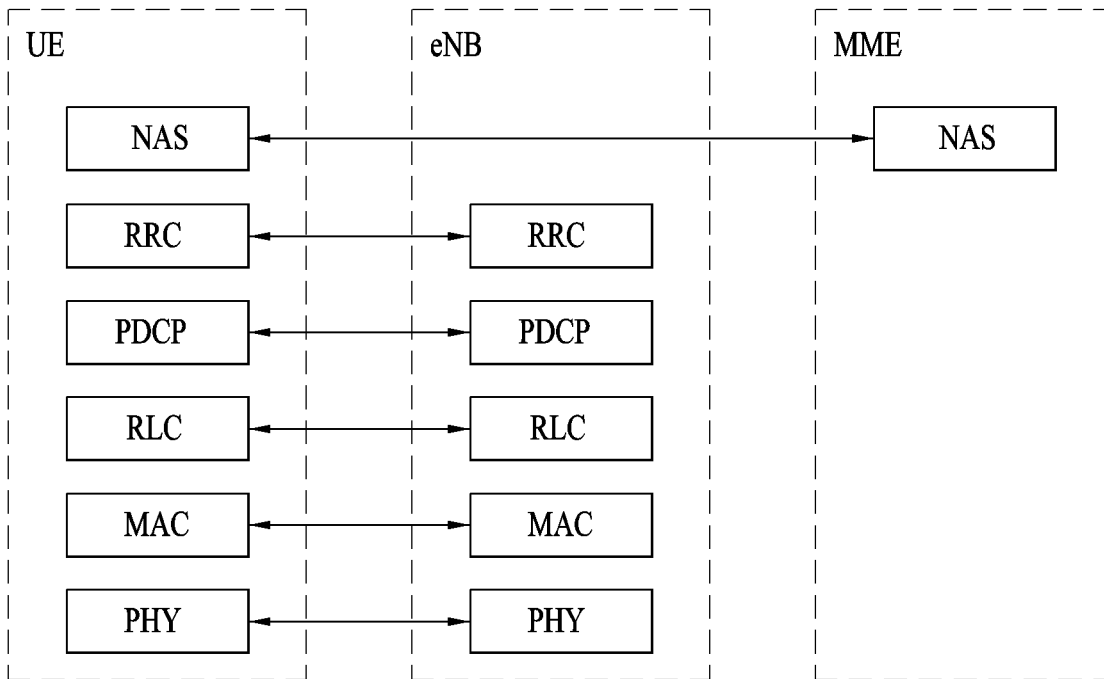 UE
eNB
MME
NAS
NAS
RRC
RRC
PDCP
PDCP
RLC
RLC
MAC
MAC
PHY
PHY